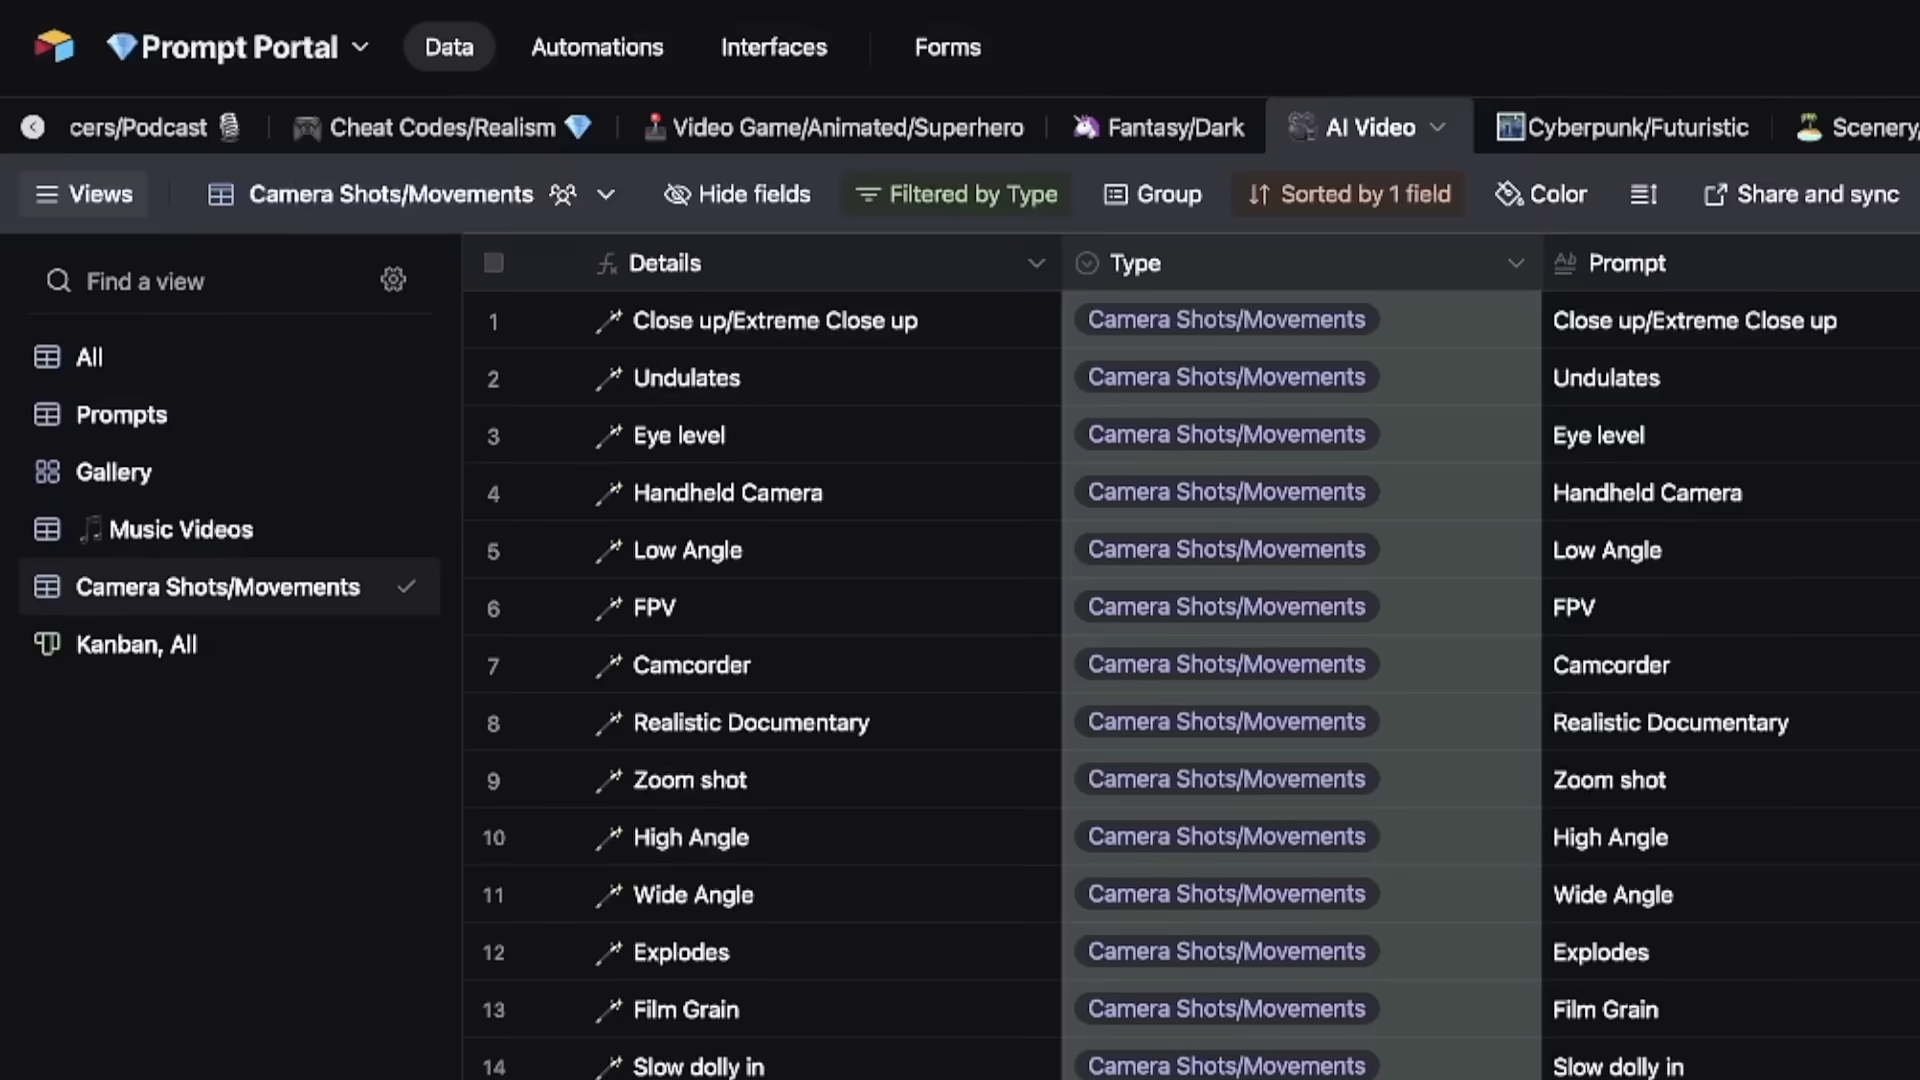 Prompt Portal Data Automations Interfaces Forms
cers/Podcast Cheat Codes/Realism Video Game/Animated/Superhero Fantasy/Dark AI Video Cyberpunk/Futuristic Scenery/
Views Camera Shots/Movements Hide fields Filtered by Type Group Sorted by 1 field Color Share and sync
Find a view
All
Prompts
Gallery
Music Videos
Camera Shots/Movements
Kanban, All
Details Type Prompt
1 Close up/Extreme Close up Camera Shots/Movements Close up/Extreme Close up
2 Undulates Camera Shots/Movements Undulates
3 Eye level Camera Shots/Movements Eye level
4 Handheld Camera Camera Shots/Movements Handheld Camera
5 Low Angle Camera Shots/Movements Low Angle
6 FPV Camera Shots/Movements FPV
7 Camcorder Camera Shots/Movements Camcorder
8 Realistic Documentary Camera Shots/Movements Realistic Documentary
9 Zoom shot Camera Shots/Movements Zoom shot
10 High Angle Camera Shots/Movements High Angle
11 Wide Angle Camera Shots/Movements Wide Angle
12 Explodes Camera Shots/Movements Explodes
13 Film Grain Camera Shots/Movements Film Grain
14 Slow dolly in Camera Shots/Movements Slow dolly in